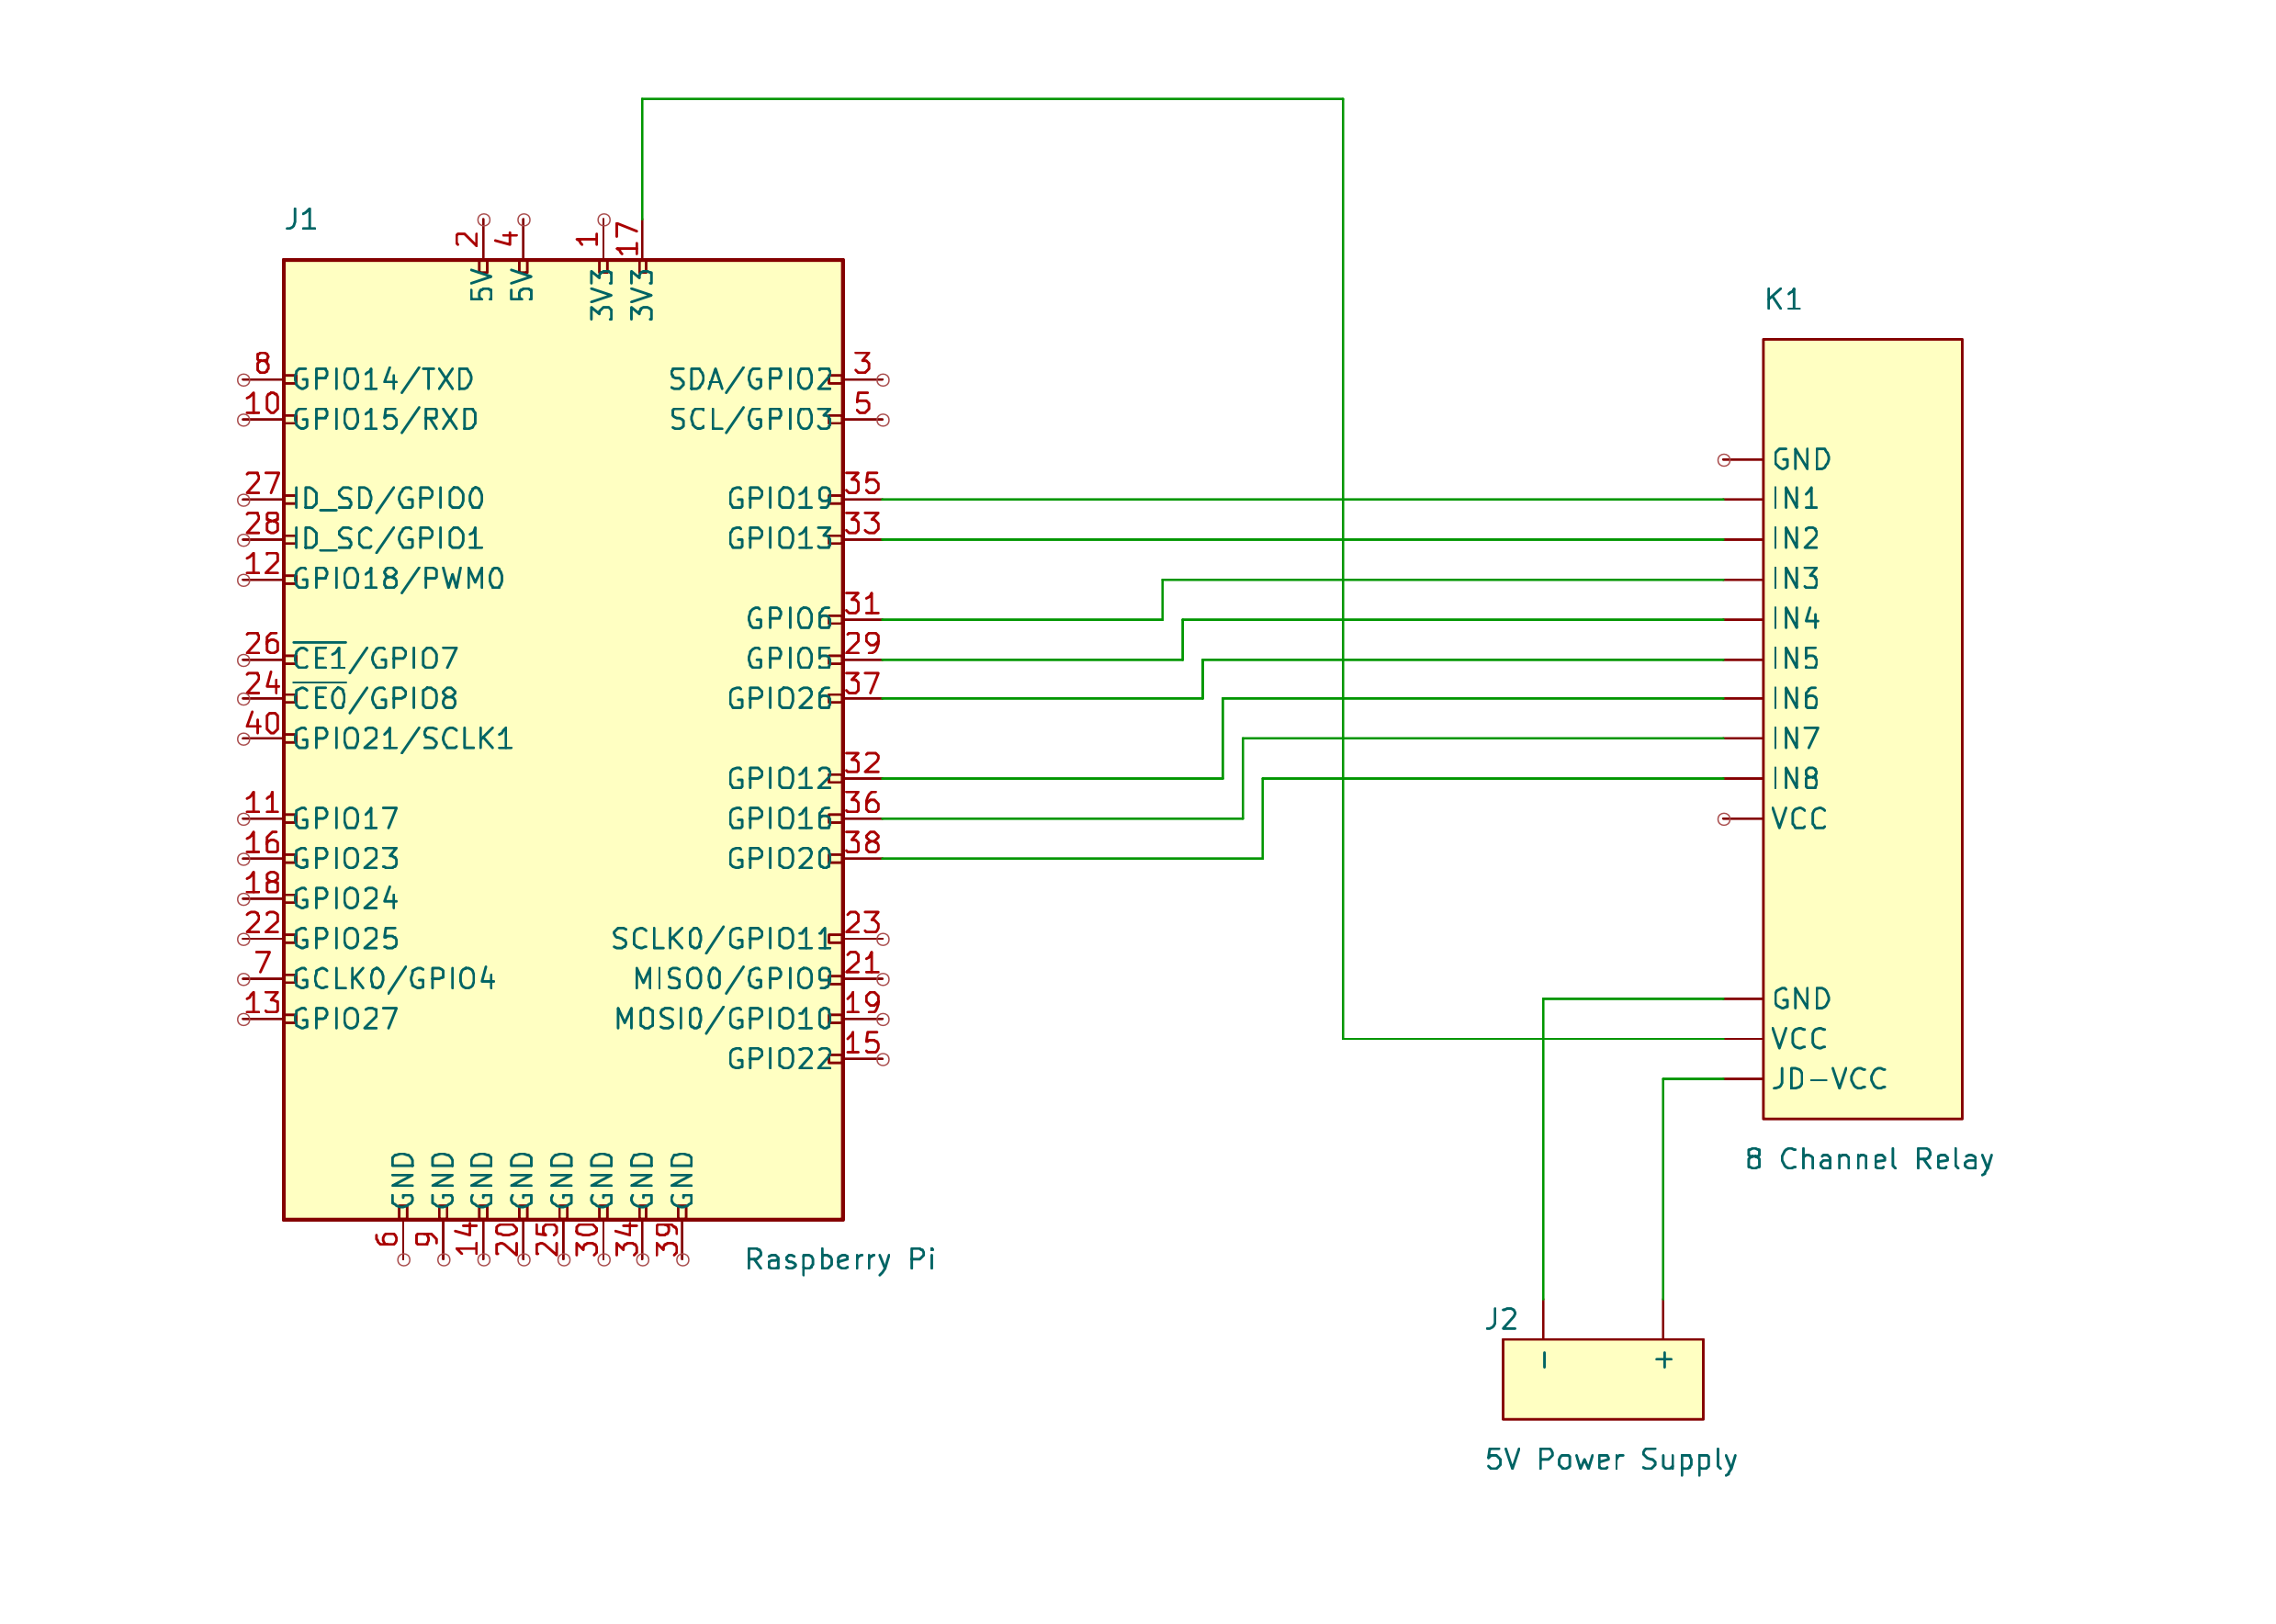 J1
2 4 1 17
5V 5V 3V3 3V3
8 GPIO14/TXD
10 GPIO15/RXD
27 ID_SD/GPIO0
28 ID_SC/GPIO1
12 GPIO18/PWM0
26 CE1/GPIO7
24 CE0/GPIO8
40 GPIO21/SCLK1
11 GPIO17
16 GPIO23
18 GPIO24
22 GPIO25
7 GCLK0/GPIO4
13 GPIO27
SDA/GPIO2 3
SCL/GPIO3 5
GPIO19 35
GPIO13 33
GPIO6 31
GPIO5 29
GPIO26 37
GPIO12 32
GPIO16 36
GPIO20 38
SCLK0/GPIO11 23
MISO0/GPIO9 21
MOSI0/GPIO10 19
GPIO22 15
GND GND GND GND GND GND GND GND
6 9 14 20 25 30 34 39
Raspberry Pi
K1
GND
IN1
IN2
IN3
IN4
IN5
IN6
IN7
IN8
VCC
GND
VCC
JD-VCC
8 Channel Relay
J2
- +
5V Power Supply